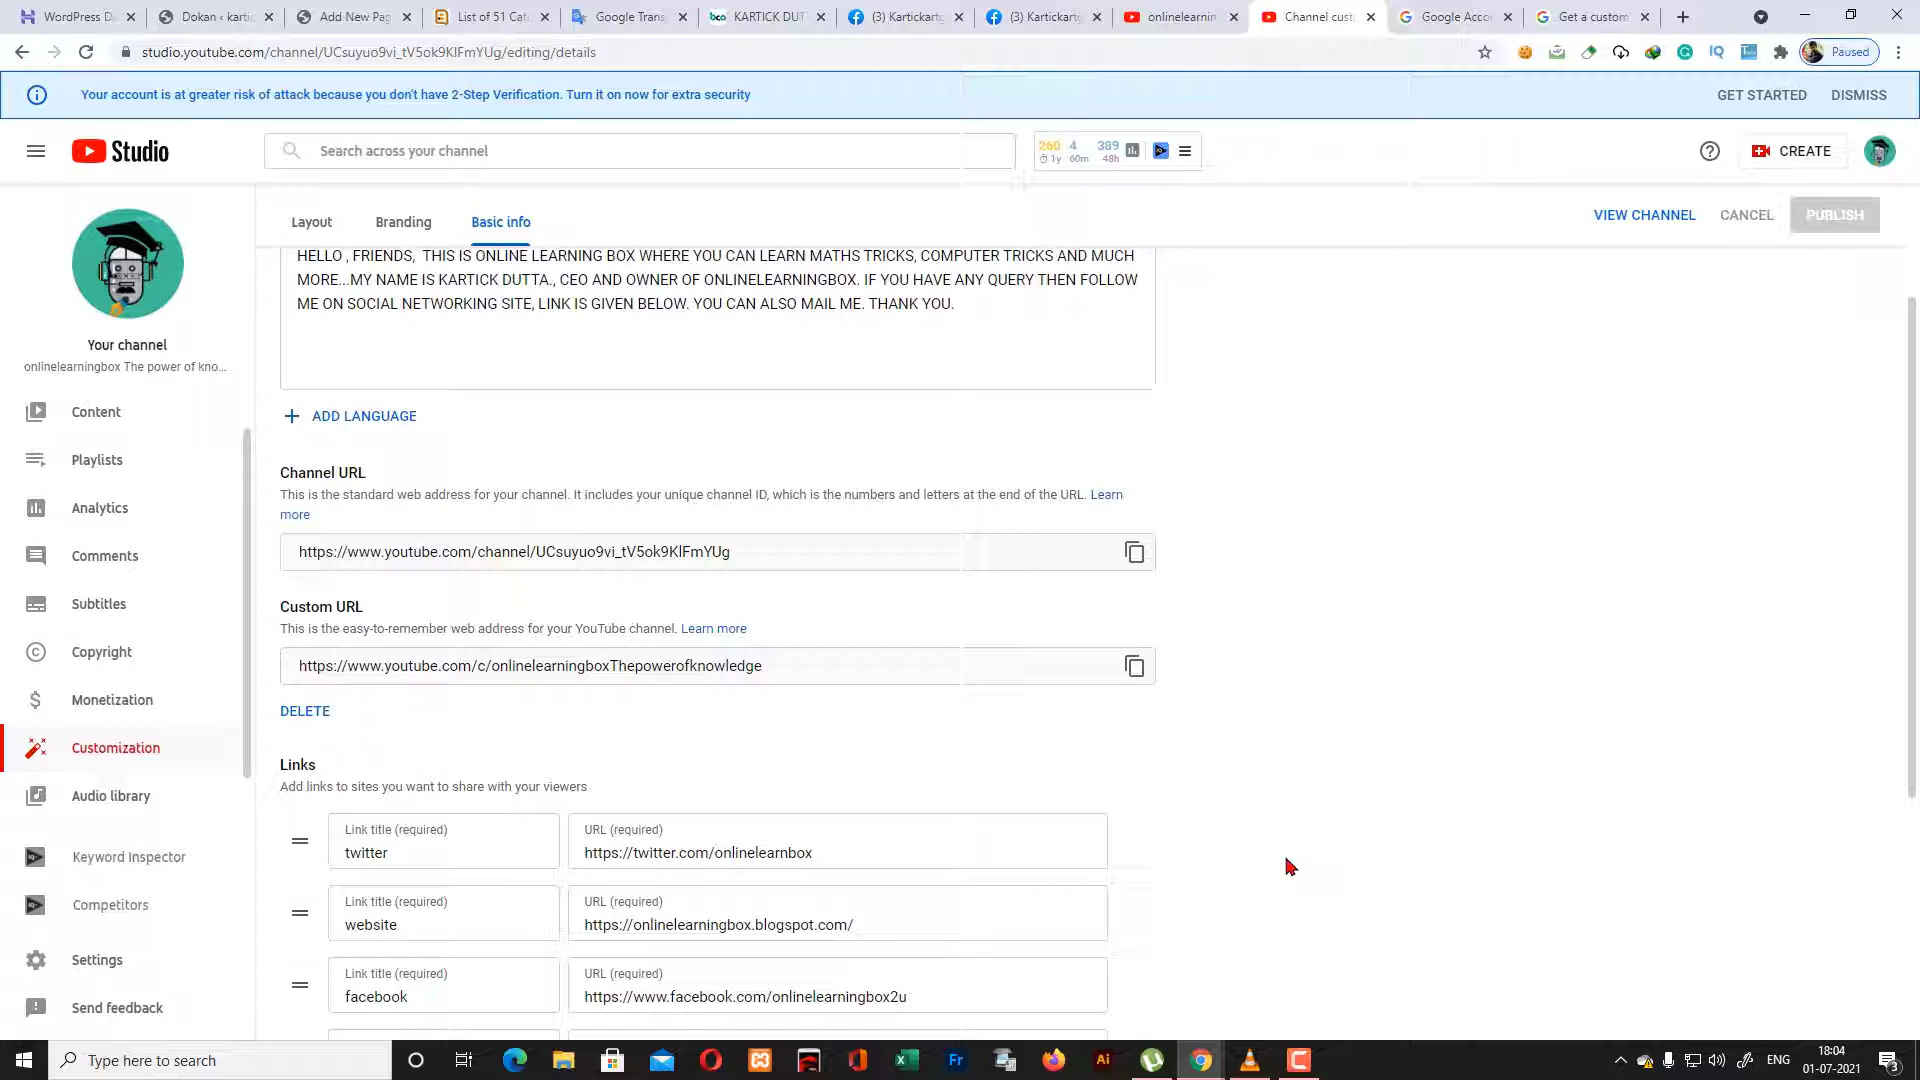 WordPress D
Dokan ‹ karti
Add New Pag
List of 51 Cat
Google Trans
bca KARTICK DUT
(3) Kartickart
(3) Kartickart
onlinelearnin
Channel cust
Google Acco
Get a custom
studio.youtube.com/channel/UCsuyuo9vi_tV5ok9KlFmYUg/editing/details
Paused
Your account is at greater risk of attack because you don't have 2-Step Verification. Turn it on now for extra security
GET STARTED
DISMISS
Studio
Search across your channel
260 4 389
1y 60m 48h
CREATE
Layout
Branding
Basic info
VIEW CHANNEL
CANCEL
PUBLISH
Your channel
onlinelearningbox The power of kno...
Content
Playlists
Analytics
Comments
Subtitles
Copyright
Monetization
Customization
Audio library
Keyword Inspector
Competitors
Settings
Send feedback
HELLO , FRIENDS, THIS IS ONLINE LEARNING BOX WHERE YOU CAN LEARN MATHS TRICKS, COMPUTER TRICKS AND MUCH
MORE...MY NAME IS KARTICK DUTTA., CEO AND OWNER OF ONLINELEARNINGBOX. IF YOU HAVE ANY QUERY THEN FOLLOW
ME ON SOCIAL NETWORKING SITE, LINK IS GIVEN BELOW. YOU CAN ALSO MAIL ME. THANK YOU.
ADD LANGUAGE
Channel URL
This is the standard web address for your channel. It includes your unique channel ID, which is the numbers and letters at the end of the URL. Learn
more
https://www.youtube.com/channel/UCsuyuo9vi_tV5ok9KlFmYUg
Custom URL
This is the easy-to-remember web address for your YouTube channel. Learn more
https://www.youtube.com/c/onlinelearningboxThepowerofknowledge
DELETE
Links
Add links to sites you want to share with your viewers
Link title (required)
twitter
URL (required)
https://twitter.com/onlinelearnbox
Link title (required)
website
URL (required)
https://onlinelearningbox.blogspot.com/
Link title (required)
facebook
URL (required)
https://www.facebook.com/onlinelearningbox2u
Type here to search
ENG
18:04
01-07-2021
3